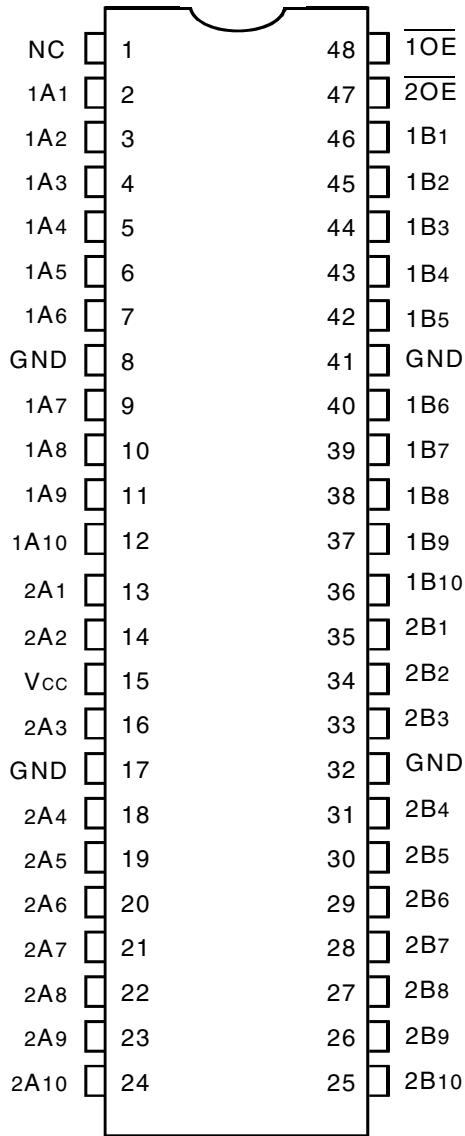 NC 1 48 1OE
1A1 2 47 2OE
1A2 3 46 1B1
1A3 4 45 1B2
1A4 5 44 1B3
1A5 6 43 1B4
1A6 7 42 1B5
GND 8 41 GND
1A7 9 40 1B6
1A8 10 39 1B7
1A9 11 38 1B8
1A10 12 37 1B9
2A1 13 36 1B10
2A2 14 35 2B1
VCC 15 34 2B2
2A3 16 33 2B3
GND 17 32 GND
2A4 18 31 2B4
2A5 19 30 2B5
2A6 20 29 2B6
2A7 21 28 2B7
2A8 22 27 2B8
2A9 23 26 2B9
2A10 24 25 2B10